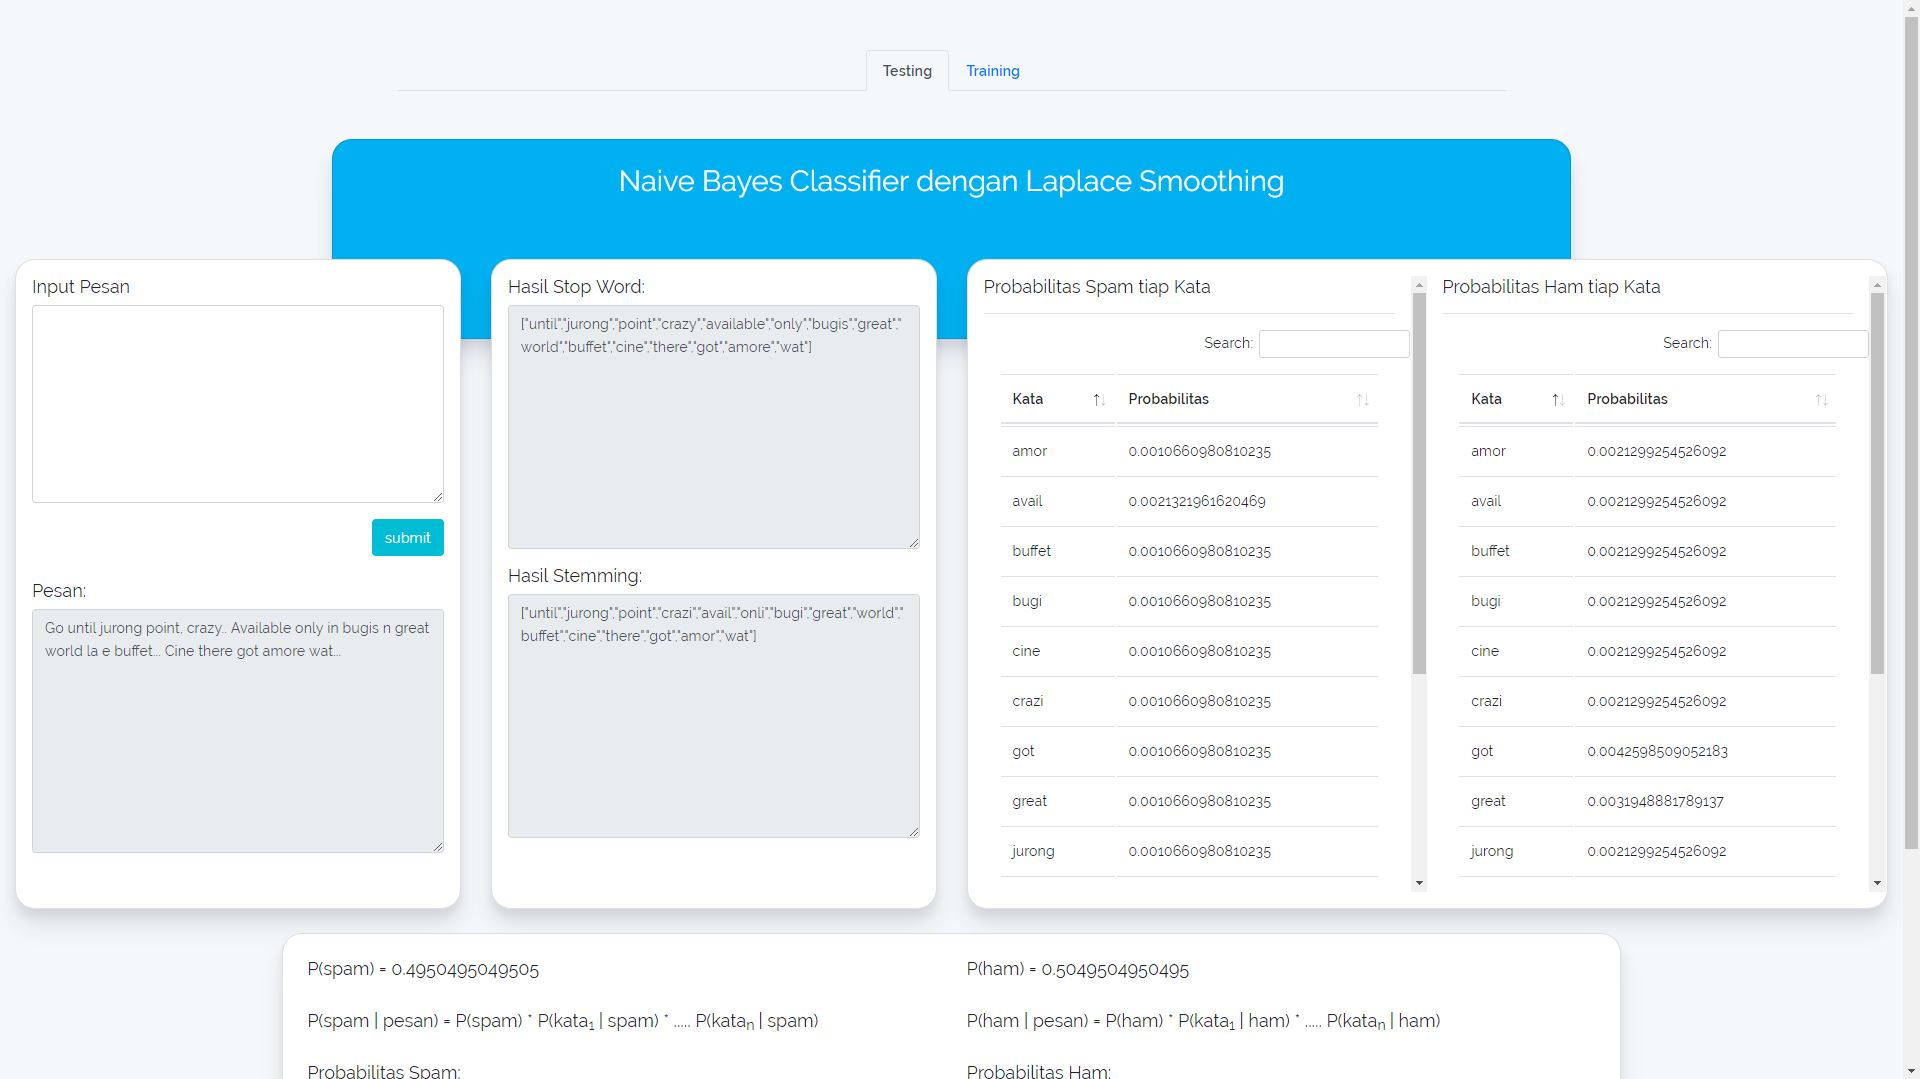 Testing
Training
Naive Bayes Classifier dengan Laplace Smoothing
Input Pesan
submit
Pesan:
Go until jurong point, crazy.. Available only in bugis n great
world la e buffet... Cine there got amore wat...
Hasil Stop Word:
["until","jurong","point","crazy","available","only","bugis","great","
world","buffet","cine","there","got","amore","wat"]
Hasil Stemming:
["until","jurong","point","crazi","avail","onli","bugi","great","world","
buffet","cine","there","got","amor","wat"]
Probabilitas Spam tiap Kata
Search:
Kata Probabilitas
amor 0.0010660980810235
avail 0.0021321961620469
buffet 0.0010660980810235
bugi 0.0010660980810235
cine 0.0010660980810235
crazi 0.0010660980810235
got 0.0010660980810235
great 0.0010660980810235
jurong 0.0010660980810235
Probabilitas Ham tiap Kata
Search:
Kata Probabilitas
amor 0.0021299254526092
avail 0.0021299254526092
buffet 0.0021299254526092
bugi 0.0021299254526092
cine 0.0021299254526092
crazi 0.0021299254526092
got 0.0042598509052183
great 0.0031948881789137
jurong 0.0021299254526092
P(spam) = 0.4950495049505
P(spam | pesan) = P(spam) * P(kata1 | spam) * ..... P(katan | spam)
Probabilitas Spam:
P(ham) = 0.5049504950495
P(ham | pesan) = P(ham) * P(kata1 | ham) * ..... P(katan | ham)
Probabilitas Ham: